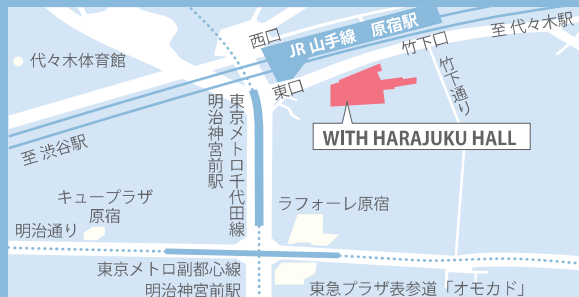 西口
JR 山手線　原宿駅
竹下口
至 代々木駅
代々木体育館
東口
竹下通り
至 渋谷駅
東京メトロ千代田線
明治神宮前駅
WITH HARAJUKU HALL
キュープラザ
原宿
ラフォーレ原宿
明治通り
東京メトロ副都心線
明治神宮前駅
東急プラザ表参道「オモカド」